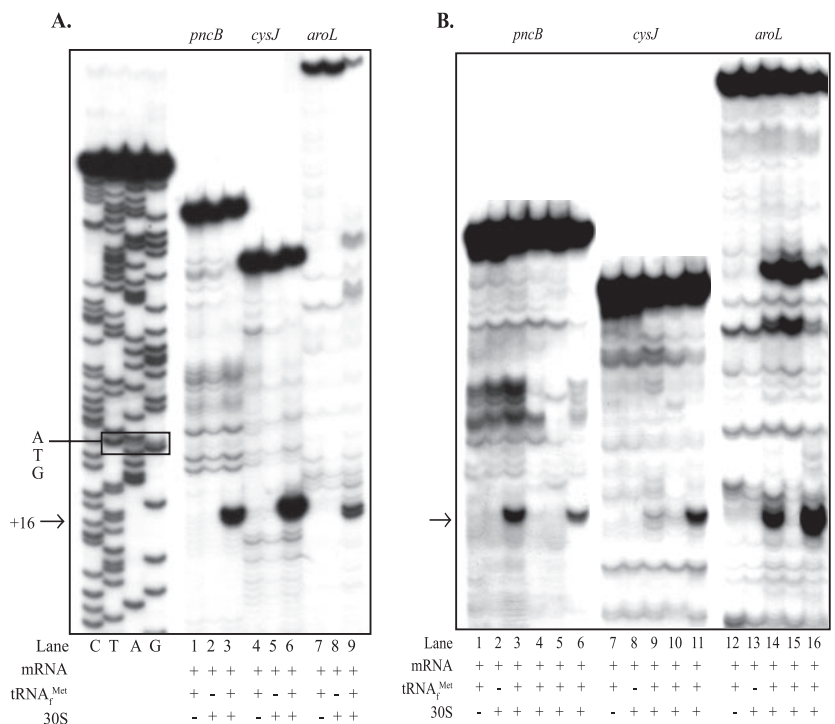 A.
pncB cysJ aroL
A
T
G
+16
Lane C T A G 1 2 3 4 5 6 7 8 9
mRNA + + + + + + + + +
tRNAfMet + - + + - + + - +
30S - + + - + + - + +
B.
pncB cysJ aroL
Lane 1 2 3 4 5 6 7 8 9 10 11 12 13 14 15 16
mRNA + + + + + + + + + + + + + + + +
tRNAfMet + - + + + + + - + + + + - + + +
30S - + + + + + - + + + + - + + + +